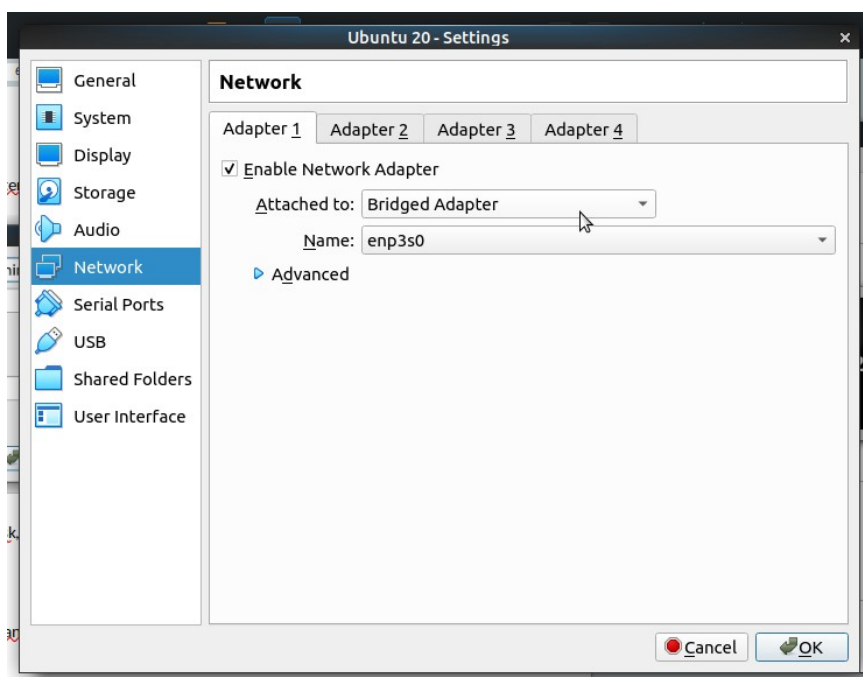 Ubuntu 20 - Settings
General
System
Display
Storage
Audio
Network
Serial Ports
USB
Shared Folders
User Interface
Network
Adapter 1 Adapter 2 Adapter 3 Adapter 4
Enable Network Adapter
Attached to: Bridged Adapter
Name: enp3s0
Advanced
Cancel OK